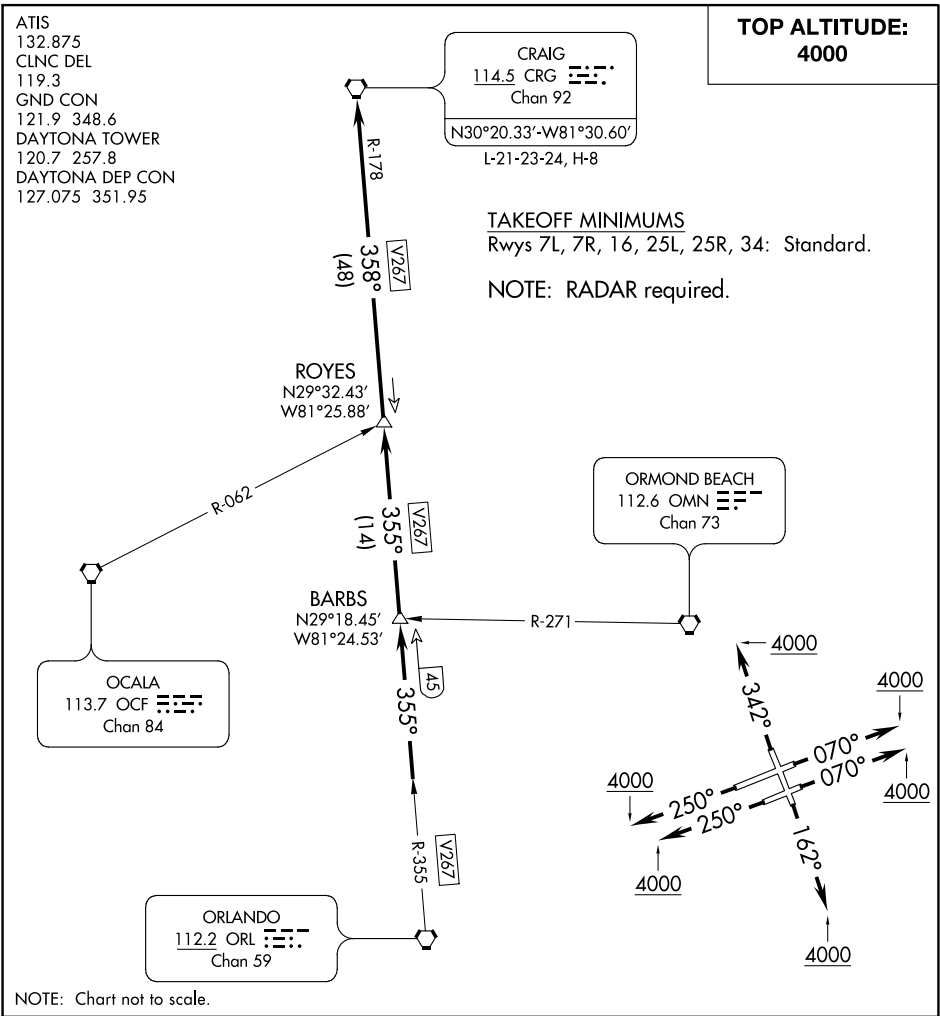 ATIS
132.875
CLNC DEL
119.3
GND CON
121.9 348.6
DAYTONA TOWER
120.7 257.8
DAYTONA DEP CON
127.075 351.95
TOP ALTITUDE:
4000
CRAIG
114.5 CRG
Chan 92
N30°20.33'-W81°30.60'
L-21-23-24, H-8
R-178
V267
358°
(48)
TAKEOFF MINIMUMS
Rwys 7L, 7R, 16, 25L, 25R, 34: Standard.
NOTE: RADAR required.
ROYES
N29°32.43'
W81°25.88'
R-062
V267
355°
(14)
ORMOND BEACH
112.6 OMN
Chan 73
BARBS
N29°18.45'
W81°24.53'
R-271
OCALA
113.7 OCF
Chan 84
45
355°
V267
R-355
ORLANDO
112.2 ORL
Chan 59
4000
342°
4000
070°
070°
4000
4000
250°
250°
4000
162°
4000
NOTE: Chart not to scale.